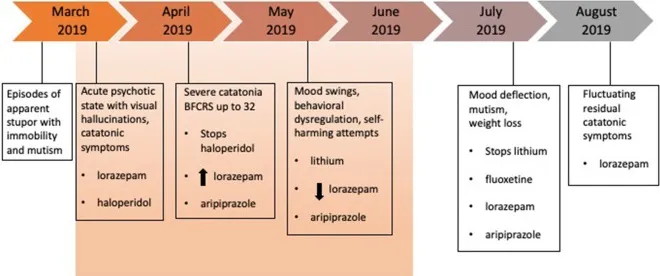 March
2019
April
2019
May
2019
June
2019
July
2019
August
2019
Episodes of
apparent
stupor with
immobility
and mutism
Acute psychotic
state with visual
hallucinations,
catatonic
symptoms
• lorazepam
• haloperidol
Severe catatonia
BFCRS up to 32
• Stops
haloperidol
• lorazepam
• aripiprazole
Mood swings,
behavioral
dysregulation, self-
harming attempts
• lithium
• lorazepam
• aripiprazole
Mood deflection,
mutism,
weight loss
• Stops lithium
• fluoxetine
• lorazepam
• aripiprazole
Fluctuating
residual
catatonic
symptoms
• lorazepam